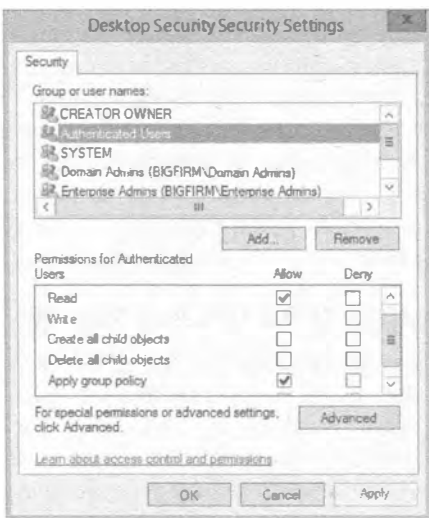 Desktop Security Security Settings
Security
Group or user names:
CREATOR OWNER
Authenticated Users
SYSTEM
Domain Admins (BIGFIRM\Domain Admins)
Enterprise Admins (BIGFIRM\Enterprise Admins)
Add...
Remove
Permissions for Authenticated
Users
Allow
Deny
Read
Write
Create all child objects
Delete all child objects
Apply group policy
For special permissions or advanced settings,
click Advanced.
Advanced
Learn about access control and permissions
OK
Cancel
Apply